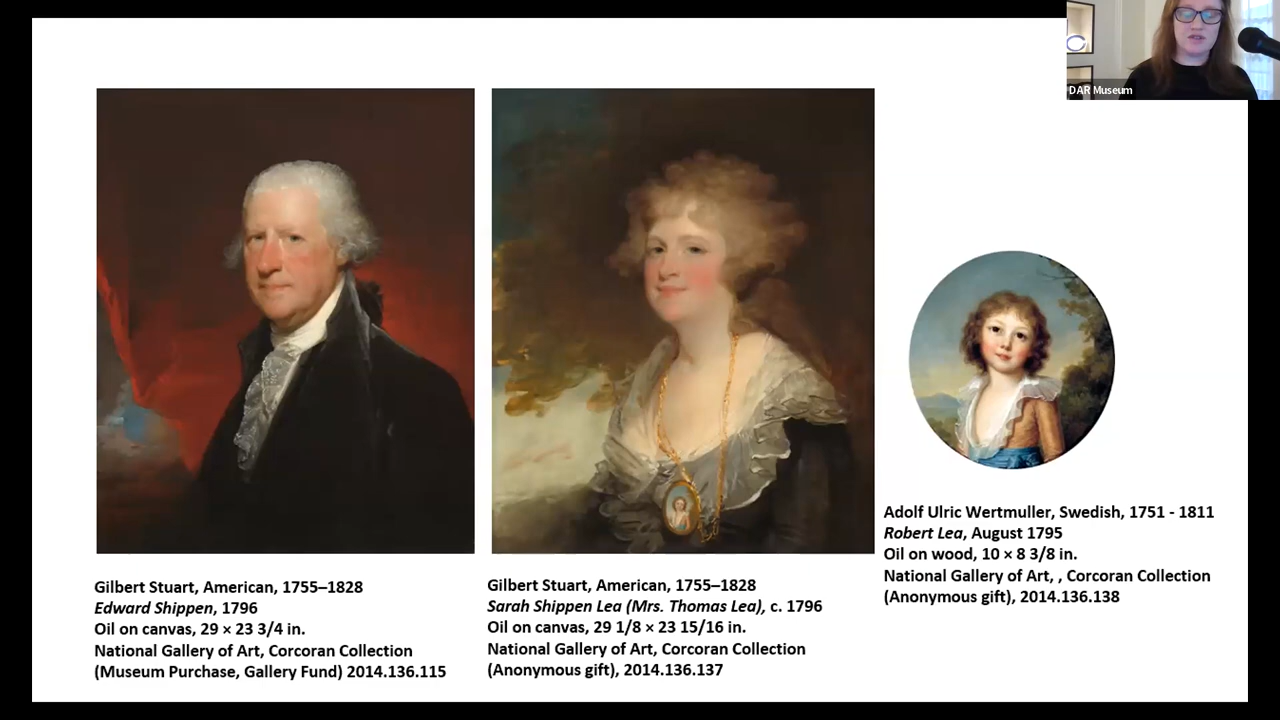 DAR Museum
Gilbert Stuart, American, 1755–1828
Edward Shippen, 1796
Oil on canvas, 29 × 23 3/4 in.
National Gallery of Art, Corcoran Collection
(Museum Purchase, Gallery Fund) 2014.136.115
Gilbert Stuart, American, 1755–1828
Sarah Shippen Lea (Mrs. Thomas Lea), c. 1796
Oil on canvas, 29 1/8 × 23 15/16 in.
National Gallery of Art, Corcoran Collection
(Anonymous gift), 2014.136.137
Adolf Ulric Wertmuller, Swedish, 1751 - 1811
Robert Lea, August 1795
Oil on wood, 10 × 8 3/8 in.
National Gallery of Art, , Corcoran Collection
(Anonymous gift), 2014.136.138